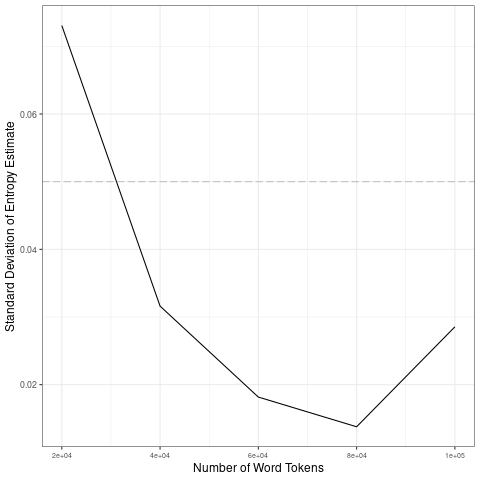 Standard Deviation of Entropy Estimate
0.06
0.04
0.02
2e+04 4e+04 6e+04 8e+04 1e+05
Number of Word Tokens